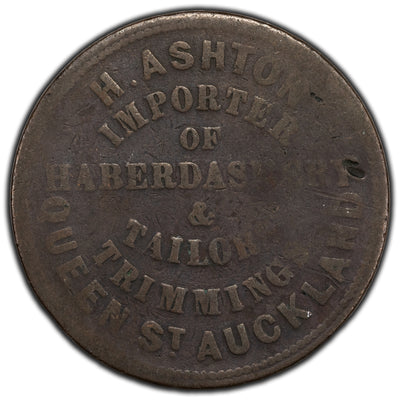 H. ASHTON
IMPORTER
OF
HABERDASHERY
&
TAILORS
TRIMMINGS
QUEEN ST AUCKLAND